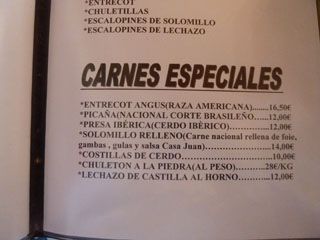 *ENTRECOT
*CHULETILLAS
*ESCALOPINES DE SOLOMILLO
*ESCALOPINES DE LECHAZO
CARNES ESPECIALES
*ENTRECOT ANGUS(RAZA AMERICANA).......16,50€
*PICAÑA(NACIONAL CORTE BRASILEÑO......12,00€
*PRESA IBÉRICA(CERDO IBÈRICO)............12,00€
*SOLOMILLO RELLENO(Carne nacional rellena de foie,
gambas , gulas y salsa Casa Juan)...................14,00€
*COSTILLAS DE CERDO.........................10,00€
*CHULETON A LA PIEDRA(AL PESO)..........28€/KG
*LECHAZO DE CASTILLA AL HORNO..........12,00€